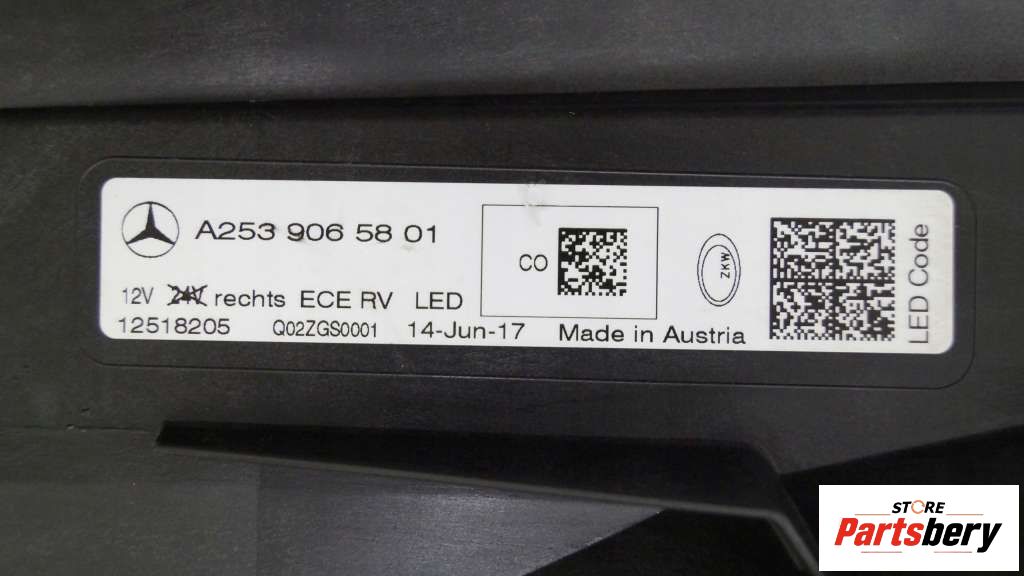 A253 906 58 01
12V 24V rechts ECE RV LED
12518205 Q02ZGS0001 14-Jun-17 Made in Austria
CO
ZKW
LED Code
STORE
Partsbery